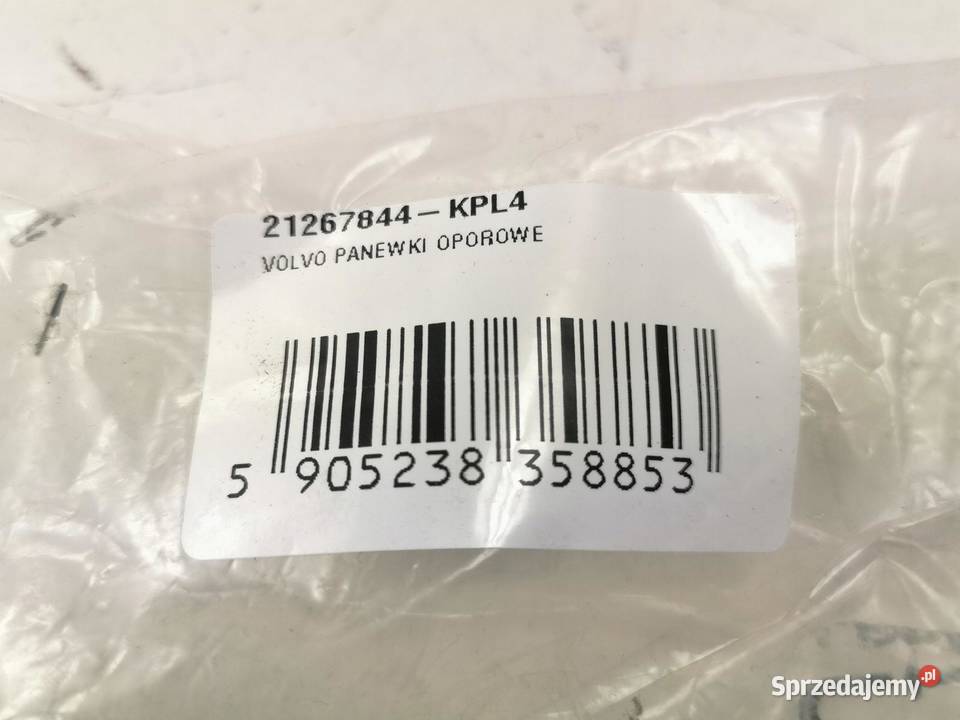 21267844-KPL4
VOLVO PANEWKI OPOROWE
5 905238 358853
Sprzedajemy.pl